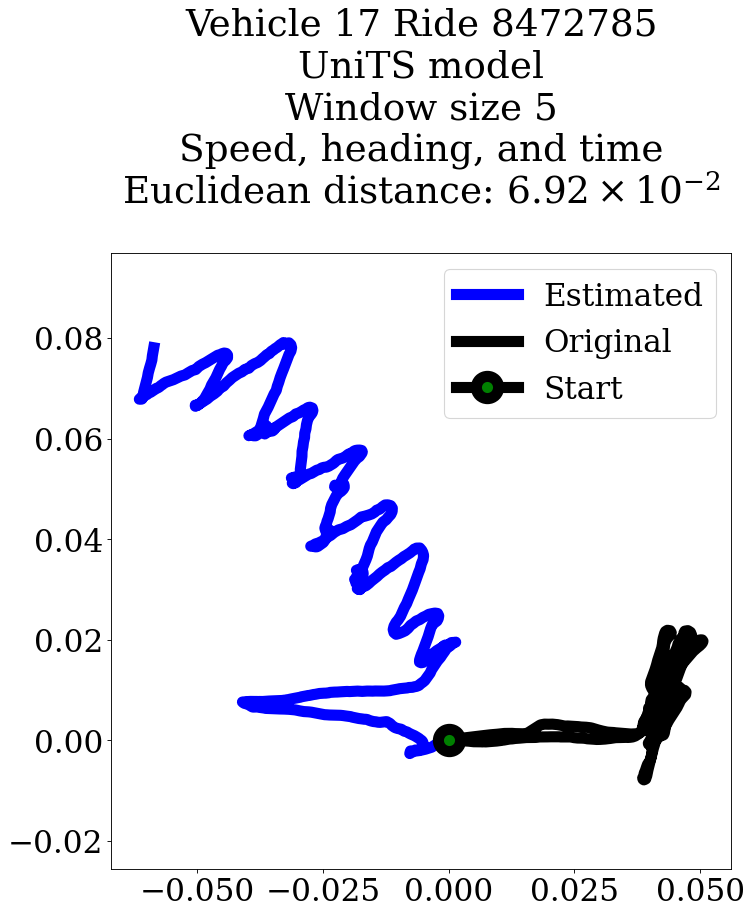 Vehicle 17 Ride 8472785
UniTS model
Window size 5
Speed, heading, and time
Euclidean distance: 6.92 × 10⁻²
Estimated
Original
Start
0.08
0.06
0.04
0.02
0.00
−0.02
−0.050
−0.025
0.000
0.025
0.050